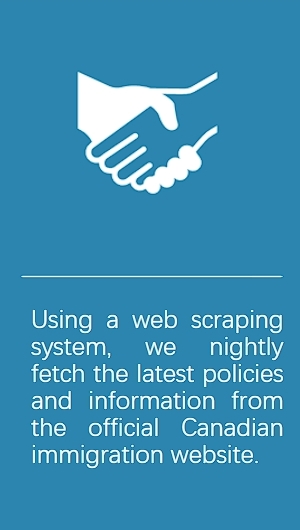 Using a web scraping
system, we nightly
fetch the latest policies
and information from
the official Canadian
immigration website.